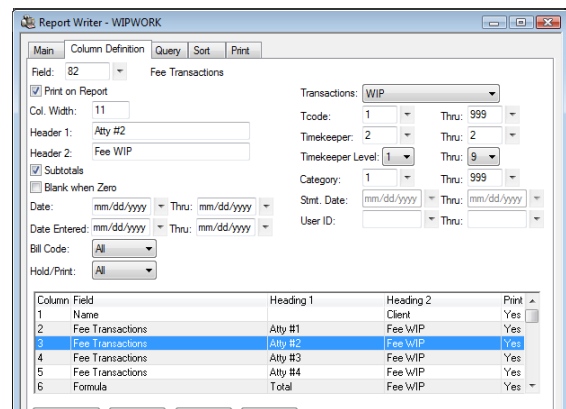 Report Writer - WIPWORK
Main Column Definition Query Sort Print
Field: 82 Fee Transactions
Print on Report
Col. Width: 11
Header 1: Atty #2
Header 2: Fee WIP
Subtotals
Blank when Zero
Date: mm/dd/yyyy Thru: mm/dd/yyyy
Date Entered: mm/dd/yyyy Thru: mm/dd/yyyy
Bill Code: All
Hold/Print: All
Transactions: WIP
Tcode: 1 Thru: 999
Timekeeper: 2 Thru: 2
Timekeeper Level: 1 Thru: 9
Category: 1 Thru: 999
Stmt. Date: mm/dd/yyyy Thru: mm/dd/yyyy
User ID: Thru:
Column Field Heading 1 Heading 2 Print
1 Name Client Yes
2 Fee Transactions Atty #1 Fee WIP Yes
3 Fee Transactions Atty #2 Fee WIP Yes
4 Fee Transactions Atty #3 Fee WIP Yes
5 Fee Transactions Atty #4 Fee WIP Yes
6 Formula Total Fee WIP Yes